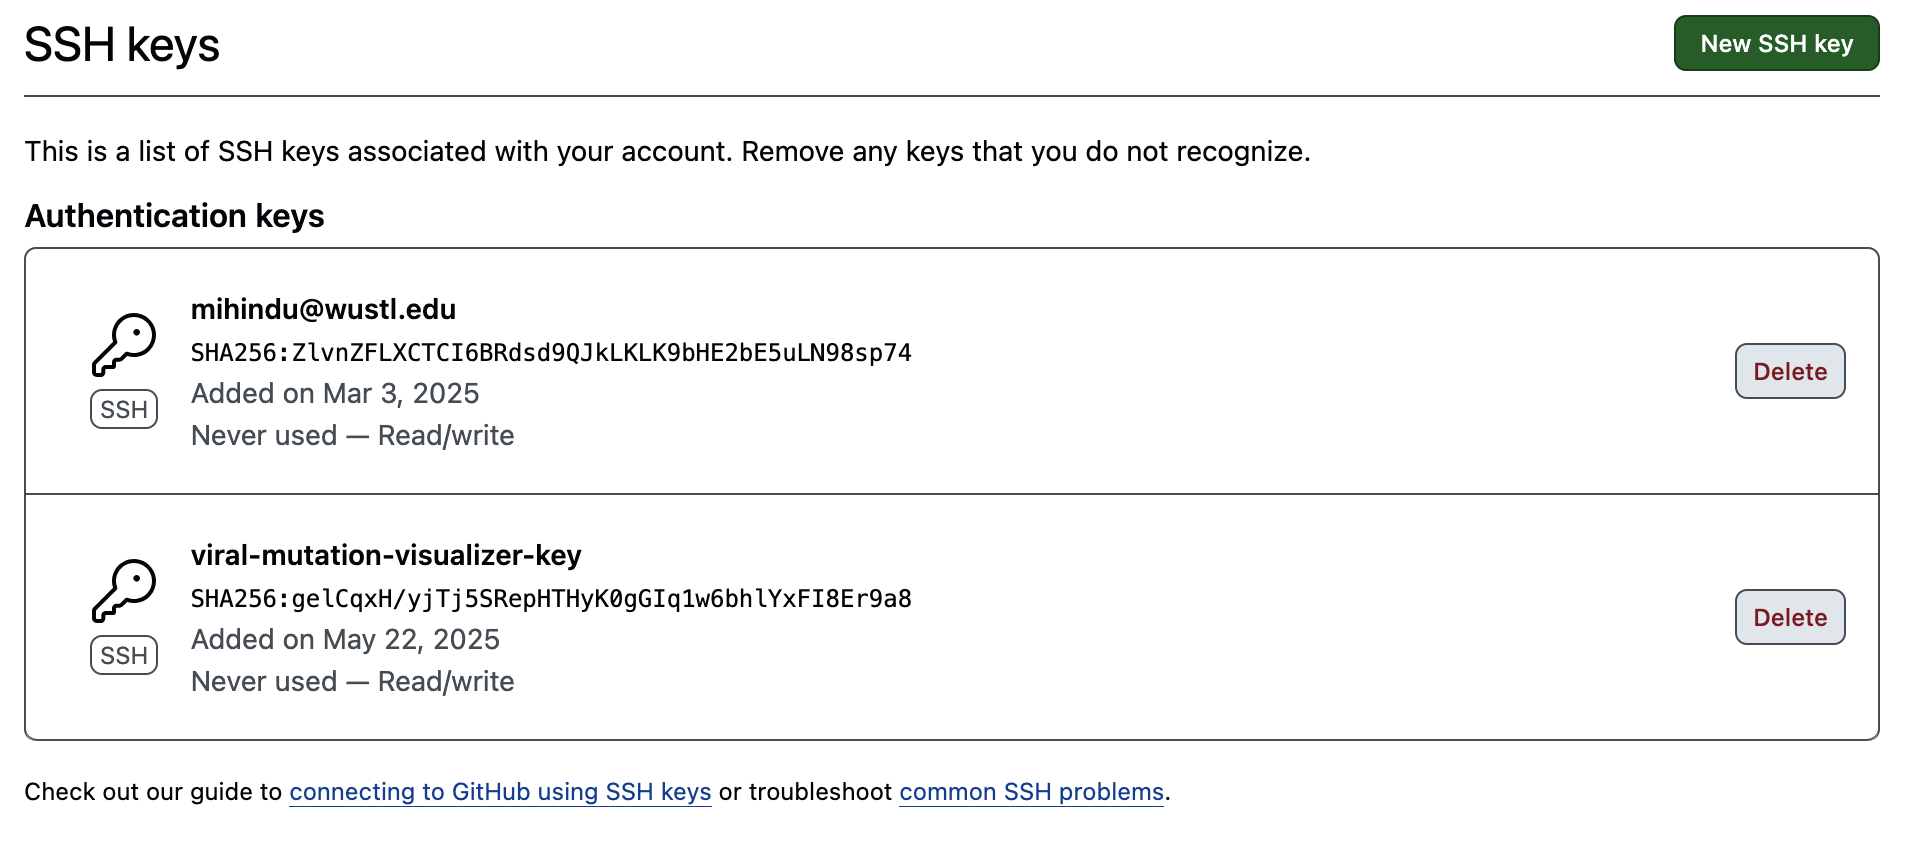 SSH keys
New SSH key
This is a list of SSH keys associated with your account. Remove any keys that you do not recognize.
Authentication keys
mihindu@wustl.edu
SHA256:ZlvnZFLXCTCI6BRdsd9QJkLKLK9bHE2bE5uLN98sp74
Added on Mar 3, 2025
Never used — Read/write
SSH
Delete
viral-mutation-visualizer-key
SHA256:gelCqxH/yjTj5SRepHTHyK0gGIq1w6bhlYxFI8Er9a8
Added on May 22, 2025
Never used — Read/write
SSH
Delete
Check out our guide to connecting to GitHub using SSH keys or troubleshoot common SSH problems.